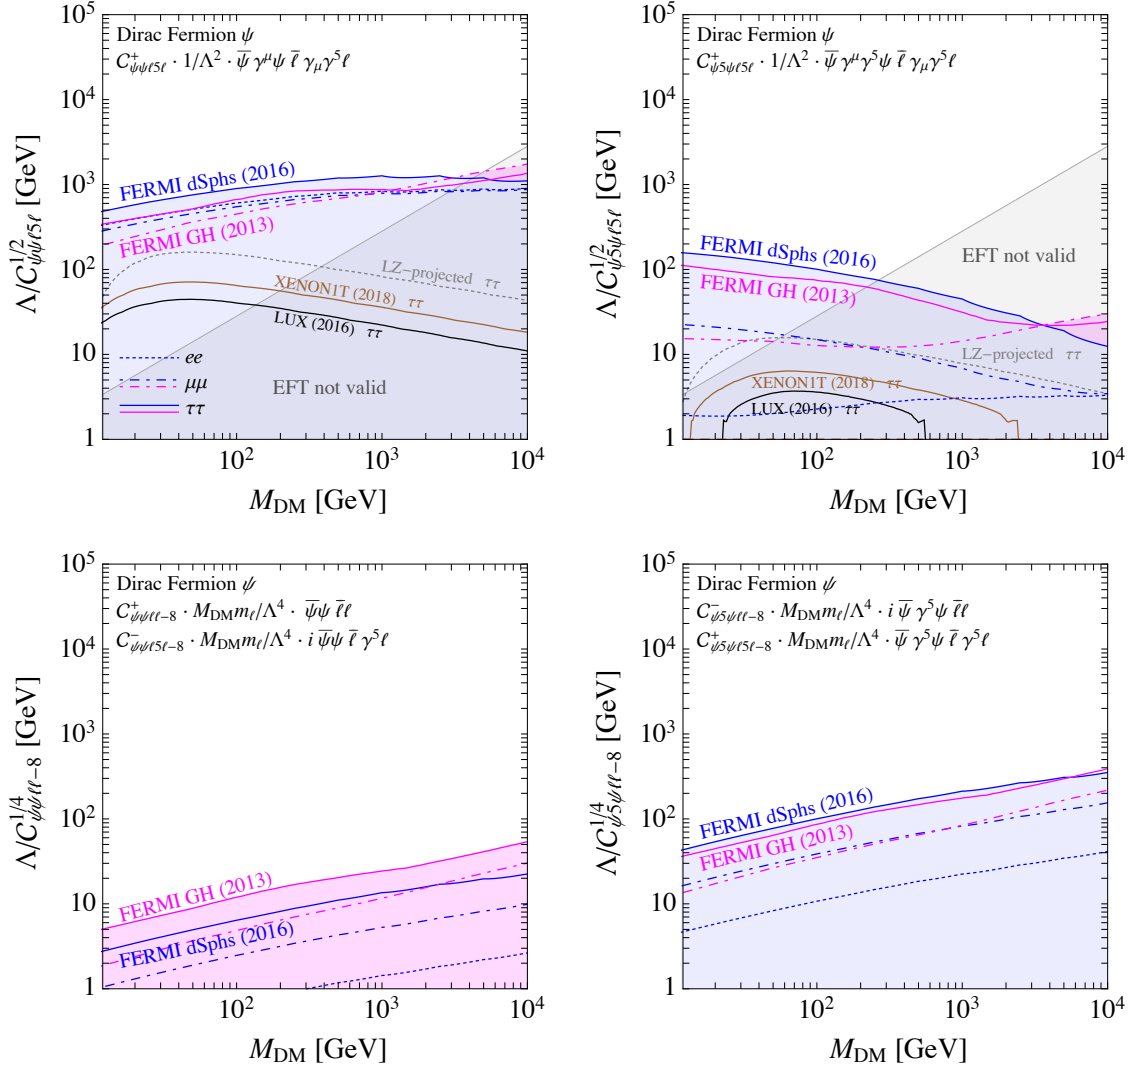 Dirac Fermion ψ
C⁺ψψℓ5ℓ · 1/Λ² · ψ̄ γ^μ ψ ℓ̄ γ_μ γ⁵ ℓ
10⁵
10⁴
10³
10²
10
1
Λ/C^{1/2}_{ψψℓ5ℓ} [GeV]
FERMI dSphs (2016)
FERMI GH (2013)
LZ−projected ττ
XENON1T (2018) ττ
LUX (2016) ττ
ee
μμ
ττ
EFT not valid
10² 10³ 10⁴
M_DM [GeV]
Dirac Fermion ψ
C⁺ψ5ψℓ5ℓ · 1/Λ² · ψ̄ γ^μ γ⁵ ψ ℓ̄ γ_μ γ⁵ ℓ
10⁵
10⁴
10³
10²
10
1
Λ/C^{1/2}_{ψ5ψℓ5ℓ} [GeV]
EFT not valid
FERMI dSphs (2016)
FERMI GH (2013)
LZ−projected ττ
XENON1T (2018) ττ
LUX (2016) ττ
10² 10³ 10⁴
M_DM [GeV]
Dirac Fermion ψ
C⁺ψψℓℓ−8 · M_DM m_ℓ/Λ⁴ · ψ̄ψ ℓ̄ℓ
C⁻ψψℓ5ℓ−8 · M_DM m_ℓ/Λ⁴ · i ψ̄ψ ℓ̄ γ⁵ ℓ
10⁵
10⁴
10³
10²
10
1
Λ/C^{1/4}_{ψψℓℓ−8} [GeV]
FERMI GH (2013)
FERMI dSphs (2016)
10² 10³ 10⁴
M_DM [GeV]
Dirac Fermion ψ
C⁻ψ5ψℓℓ−8 · M_DM m_ℓ/Λ⁴ · i ψ̄ γ⁵ ψ ℓ̄ℓ
C⁺ψ5ψℓ5ℓ−8 · M_DM m_ℓ/Λ⁴ · ψ̄ γ⁵ ψ ℓ̄ γ⁵ ℓ
10⁵
10⁴
10³
10²
10
1
Λ/C^{1/4}_{ψ5ψℓℓ−8} [GeV]
FERMI dSphs (2016)
FERMI GH (2013)
10² 10³ 10⁴
M_DM [GeV]